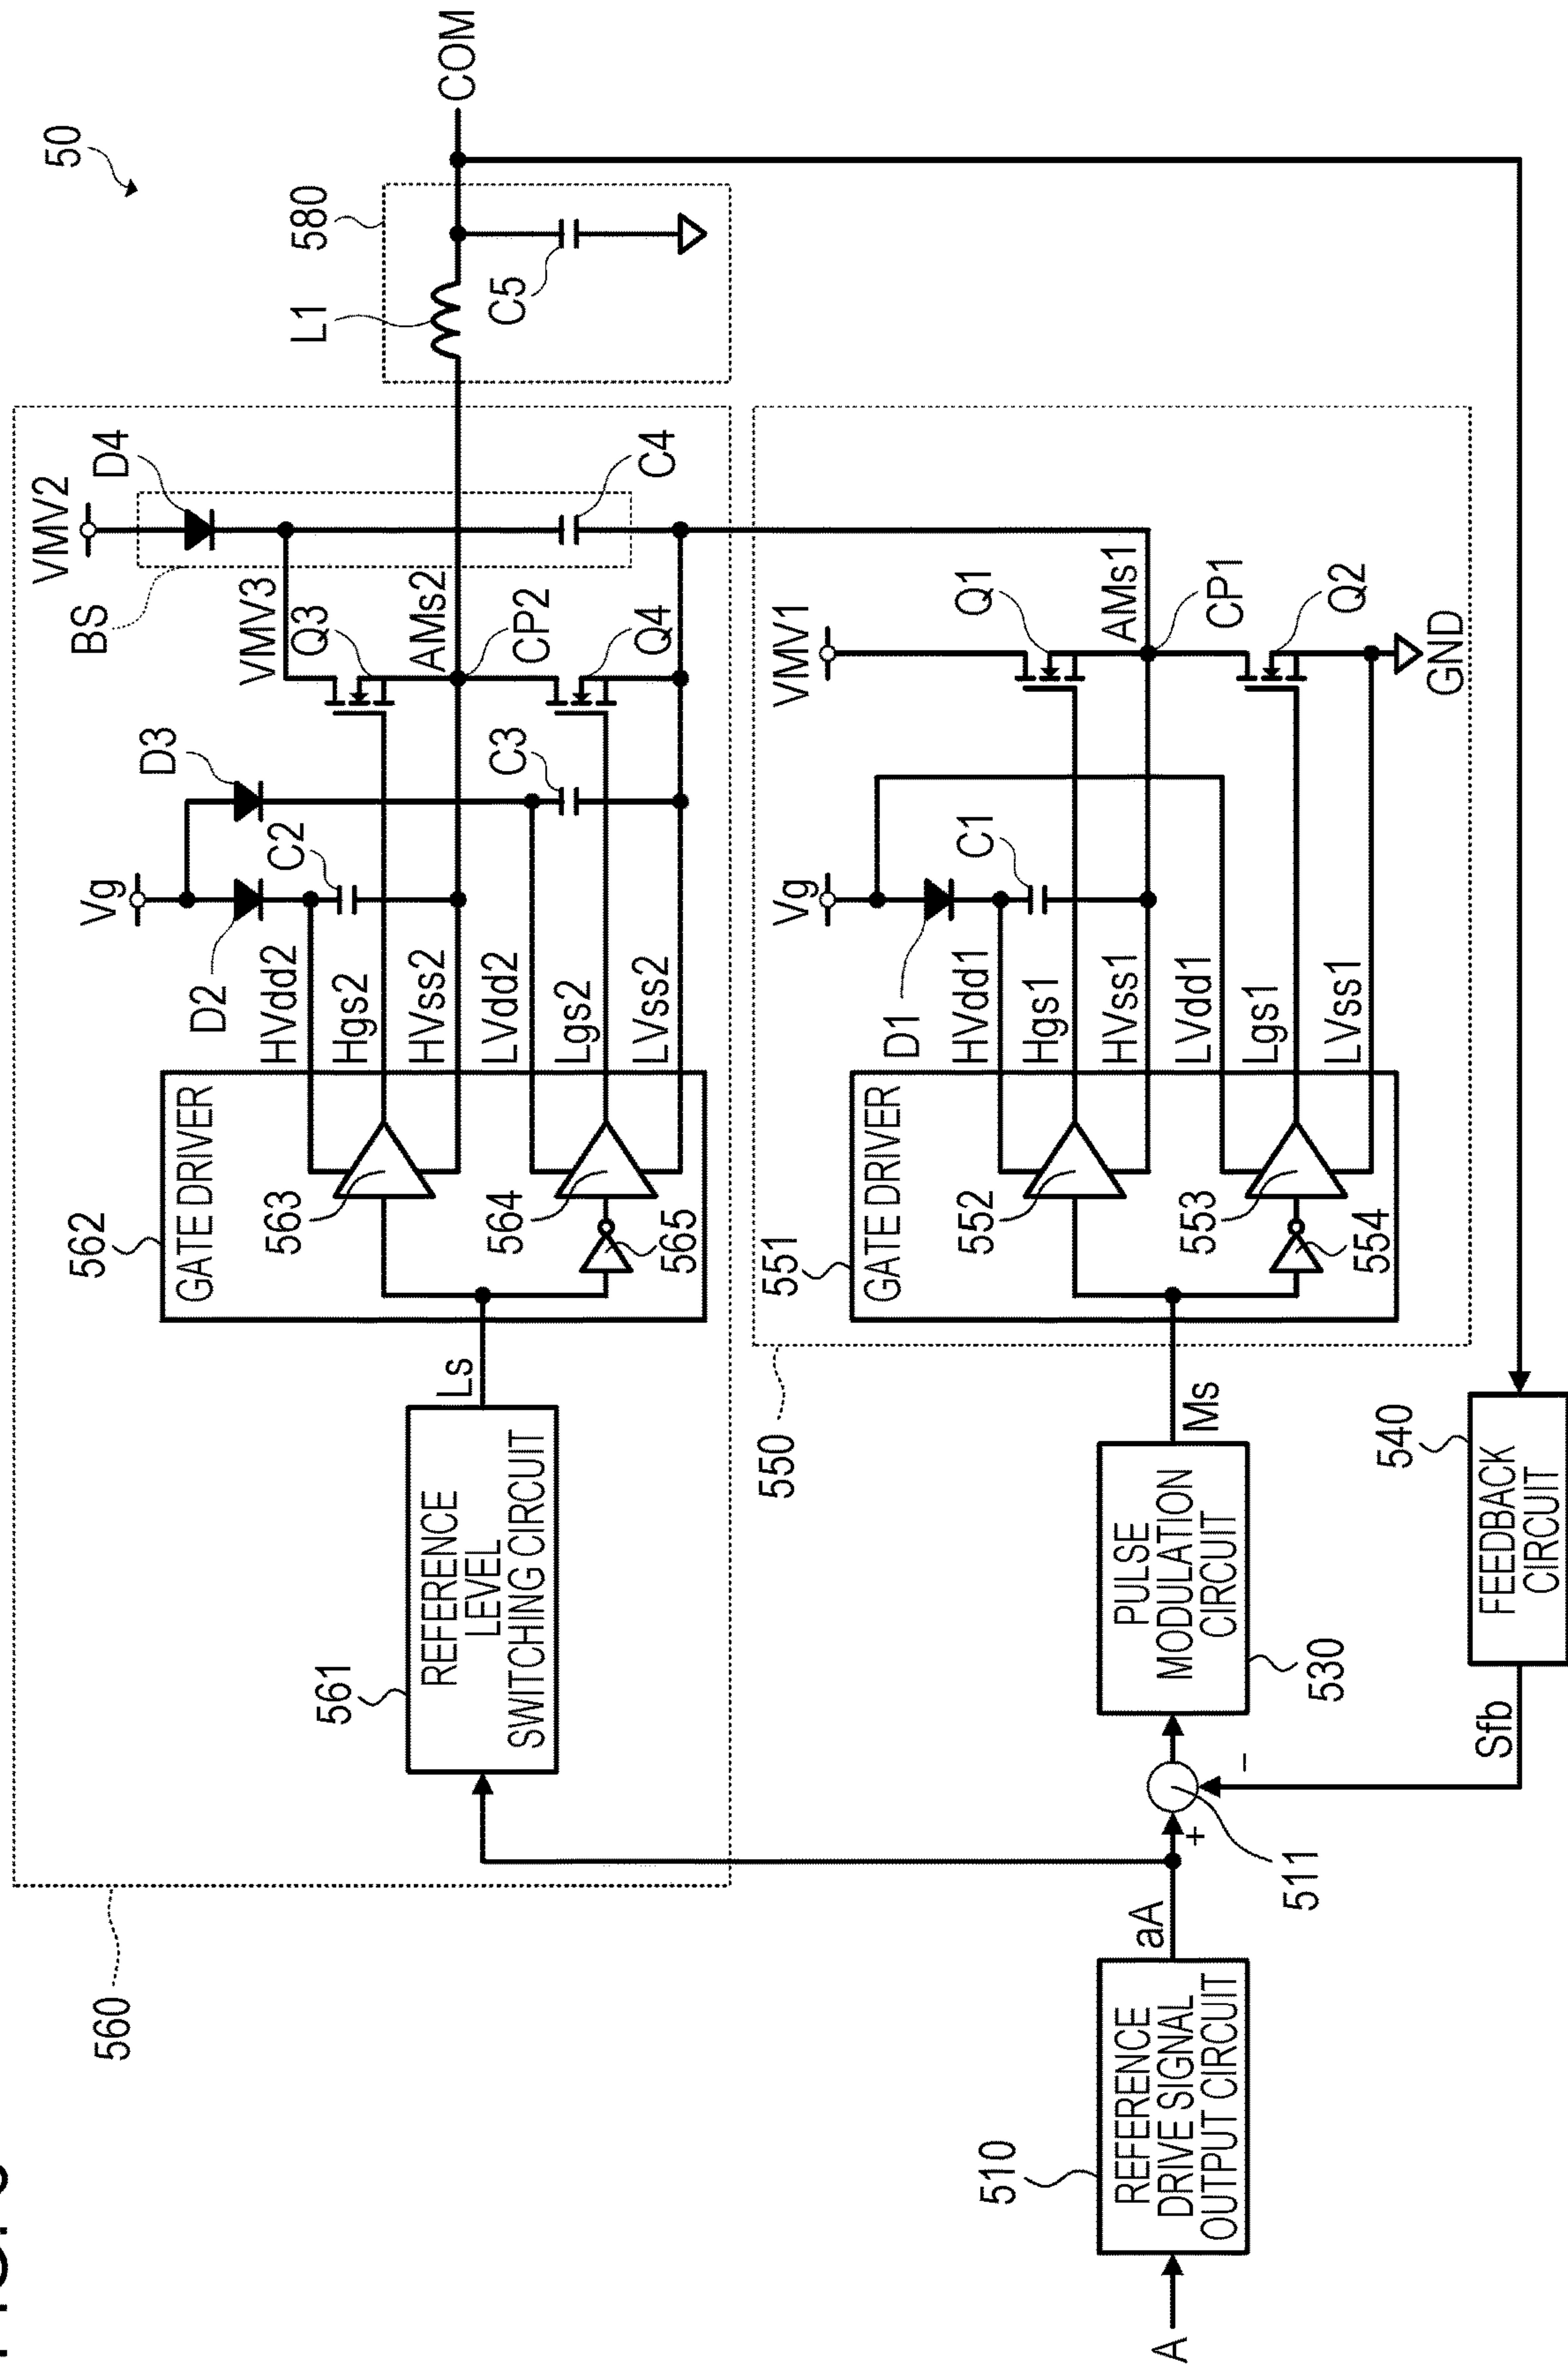 50
560
VMV2
D4
BS
VMV3
Q3
AMs2
CP2
Q4
C4
580
L1
C5
COM
Vg
D3
D2
C2
C3
HVdd2
Hgs2
HVss2
LVdd2
Lgs2
LVss2
562
GATE DRIVER
563
564
565
Ls
561
REFERENCE
LEVEL
SWITCHING CIRCUIT
550
VMV1
Q1
AMs1
CP1
Q2
GND
Vg
D1
C1
HVdd1
Hgs1
HVss1
LVdd1
Lgs1
LVss1
551
GATE DRIVER
552
553
554
Ms
PULSE
MODULATION
CIRCUIT
530
540
FEEDBACK
CIRCUIT
Sfb
−
+
511
aA
510
REFERENCE
DRIVE SIGNAL
OUTPUT CIRCUIT
A